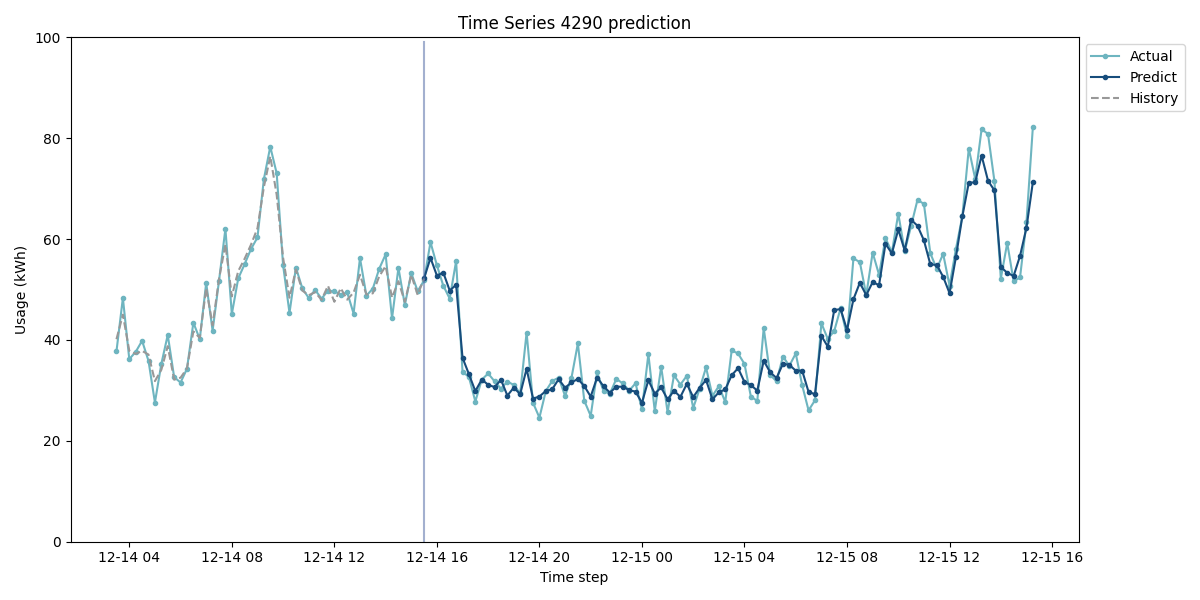 Time Series 4290 prediction
100
80
60
40
20
0
Usage (kWh)
12-14 04
12-14 08
12-14 12
12-14 16
12-14 20
12-15 00
12-15 04
12-15 08
12-15 12
12-15 16
Time step
Actual
Predict
History